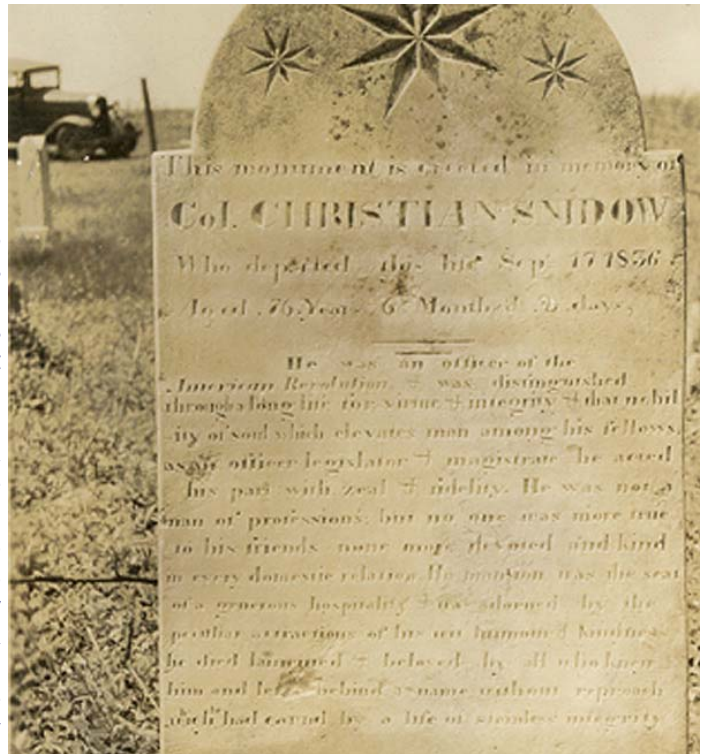 This monument is erected in memory of
Col. CHRISTIAN SNIDOW
Who departed this life Sept 17 1836
Aged 76 Years 6 Months & days,
He was an officer of the
American Revolution, & was distinguished
through a long life for virtue & integrity & that nobil
ity of soul which elevates man among his fellows,
as an officer legislator & magistrate he acted
his part with zeal & fidelity. He was not a
man of professions, but no one was more true
to his friends none more devoted and kind
in every domestic relation. His mansion was the seat
of a generous hospitality & was adorned by the
peculiar attractions of his own humour & kindness
he died lamented & beloved by all who knew
him and left behind a name without reproach
which had earned by a life of stainless integrity